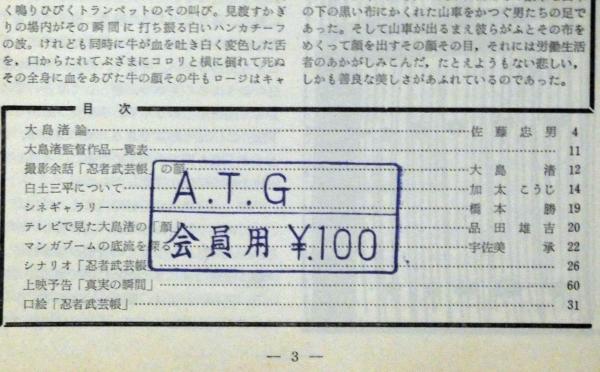 く鳴りひびくトランペットのその叫び。見渡すかぎ
りの場内がその瞬間に打ち振る白いハンカチーフ
の波。けれども同時に牛が血を吐き白く変色した舌
を、口からたれてぶざまにコロリと横に倒れて死ぬ
その全身に血をあびた牛の顔その牛もロージはキャ
の下の黒い布にかくれた山車をかつぐ男たちの足で
あった。そして山車が出るまえ彼らがふとその布を
めくって顔を出すその顔その目，それには労働生活
者のあかがしみこんだ，たとえようもない悲しい，
しかも善良な美しさがあふれているのであった。
目 次
大島渚論 佐藤忠男 4
大島渚監督作品一覧表 11
撮影余話「忍者武芸帳」の顔 大島 渚 12
白土三平について 加太こうじ 14
シネギャラリー 橋本 勝 19
テレビで見た大島渚の「顔」 品田雄吉 20
マンガブームの底流を探る 宇佐美 承 22
シナリオ「忍者武芸帳 26
上映予告「真実の瞬間」 60
口絵「忍者武芸帳」 31
A.T.G
会員用 ¥.100
— 3 —